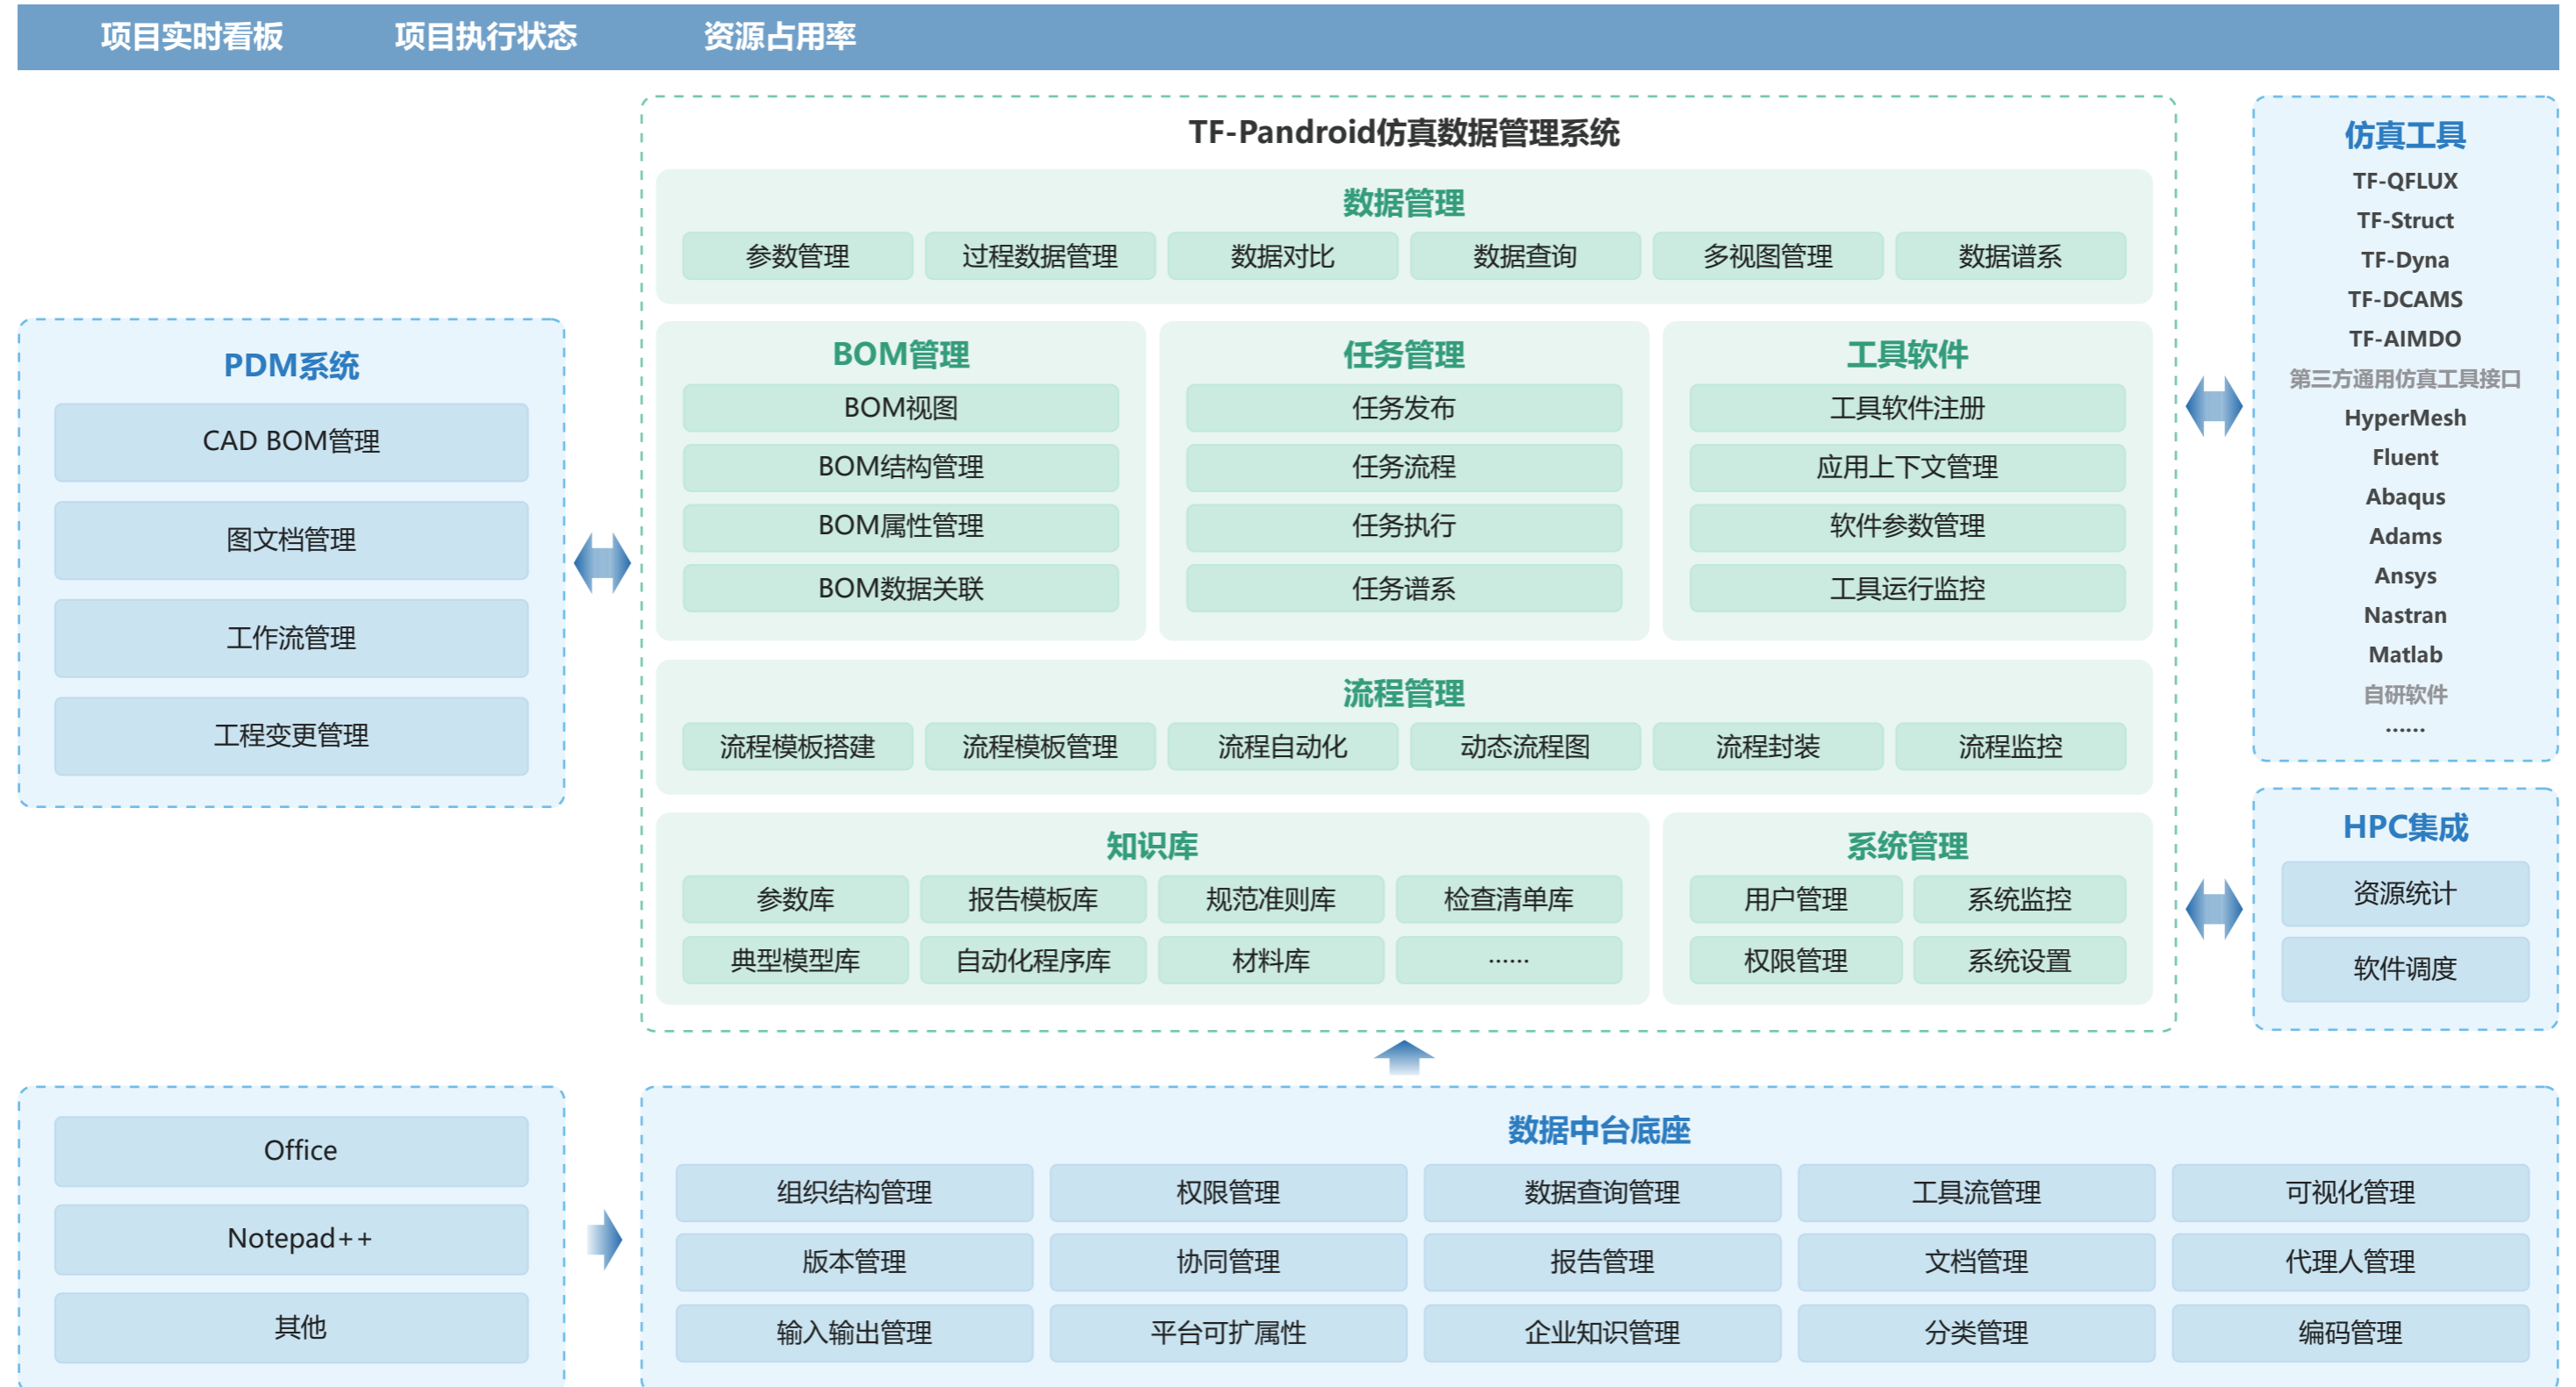 项目实时看板
项目执行状态
资源占用率
PDM系统
CAD BOM管理
图文档管理
工作流管理
工程变更管理
TF-Pandroid仿真数据管理系统
数据管理
参数管理
过程数据管理
数据对比
数据查询
多视图管理
数据谱系
BOM管理
BOM视图
BOM结构管理
BOM属性管理
BOM数据关联
任务管理
任务发布
任务流程
任务执行
任务谱系
工具软件
工具软件注册
应用上下文管理
软件参数管理
工具运行监控
流程管理
流程模板搭建
流程模板管理
流程自动化
动态流程图
流程封装
流程监控
知识库
参数库
报告模板库
规范准则库
检查清单库
典型模型库
自动化程序库
材料库
......
系统管理
用户管理
系统监控
权限管理
系统设置
仿真工具
TF-QFLUX
TF-Struct
TF-Dyna
TF-DCAMS
TF-AIMDO
第三方通用仿真工具接口
HyperMesh
Fluent
Abaqus
Adams
Ansys
Nastran
Matlab
自研软件
......
HPC集成
资源统计
软件调度
Office
Notepad++
其他
数据中台底座
组织结构管理
权限管理
数据查询管理
工具流管理
可视化管理
版本管理
协同管理
报告管理
文档管理
代理人管理
输入输出管理
平台可扩属性
企业知识管理
分类管理
编码管理